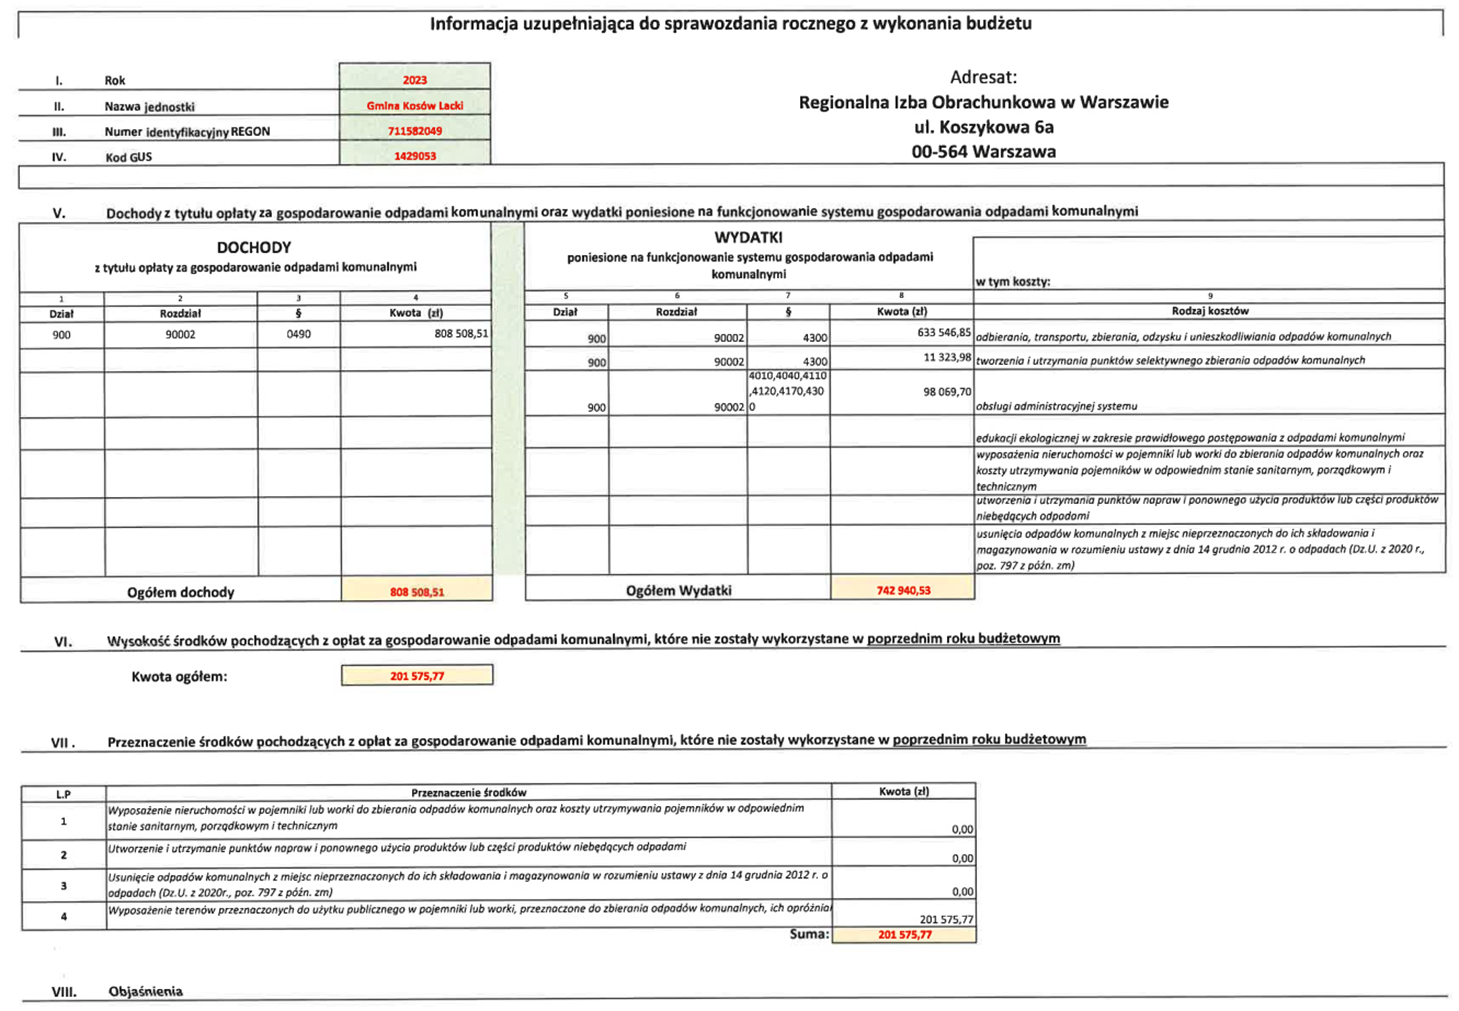 Informacja uzupełniająca do sprawozdania rocznego z wykonania budżetu
I. Rok 2023
II. Nazwa jednostki Gmina Kosów Lacki
III. Numer identyfikacyjny REGON 711582049
IV. Kod GUS 1429053
Adresat:
Regionalna Izba Obrachunkowa w Warszawie
ul. Koszykowa 6a
00-564 Warszawa
V. Dochody z tytułu opłaty za gospodarowanie odpadami komunalnymi oraz wydatki poniesione na funkcjonowanie systemu gospodarowania odpadami komunalnymi
DOCHODY
z tytułu opłaty za gospodarowanie odpadami komunalnymi
1 2 3 4
Dział Rozdział § Kwota (zł)
900 90002 0490 808 508,51
Ogółem dochody 808 508,51
WYDATKI
poniesione na funkcjonowanie systemu gospodarowania odpadami
komunalnymi
w tym koszty:
5 6 7 8 9
Dział Rozdział § Kwota (zł) Rodzaj kosztów
900 90002 4300 633 546,85 odbierania, transportu, zbierania, odzysku i unieszkodliwiania odpadów komunalnych
900 90002 4300 11 323,98 tworzenia i utrzymania punktów selektywnego zbierania odpadów komunalnych
4010,4040,4110
,4120,4170,430 98 069,70
900 90002 0 obsługi administracyjnej systemu
edukacji ekologicznej w zakresie prawidłowego postępowania z odpadami komunalnymi
wyposażenia nieruchomości w pojemniki lub worki do zbierania odpadów komunalnych oraz
koszty utrzymywania pojemników w odpowiednim stanie sanitarnym, porządkowym i
technicznym
utworzenia i utrzymania punktów napraw i ponownego użycia produktów lub części produktów
niebędących odpadami
usunięcia odpadów komunalnych z miejsc nieprzeznaczonych do ich składowania i
magazynowania w rozumieniu ustawy z dnia 14 grudnia 2012 r. o odpadach (Dz.U. z 2020 r.,
poz. 797 z późn. zm)
Ogółem Wydatki 742 940,53
VI. Wysokość środków pochodzących z opłat za gospodarowanie odpadami komunalnymi, które nie zostały wykorzystane w poprzednim roku budżetowym
Kwota ogółem: 201 575,77
VII . Przeznaczenie środków pochodzących z opłat za gospodarowanie odpadami komunalnymi, które nie zostały wykorzystane w poprzednim roku budżetowym
L.P Przeznaczenie środków Kwota (zł)
1 Wyposażenie nieruchomości w pojemniki lub worki do zbierania odpadów komunalnych oraz koszty utrzymywania pojemników w odpowiednim
stanie sanitarnym, porządkowym i technicznym 0,00
2 Utworzenie i utrzymanie punktów napraw i ponownego użycia produktów lub części produktów niebędących odpadami 0,00
3 Usunięcie odpadów komunalnych z miejsc nieprzeznaczonych do ich składowania i magazynowania w rozumieniu ustawy z dnia 14 grudnia 2012 r. o
odpadach (Dz.U. z 2020r., poz. 797 z późn. zm) 0,00
4 Wyposażenie terenów przeznaczonych do użytku publicznego w pojemniki lub worki, przeznaczone do zbierania odpadów komunalnych, ich opróżnia 201 575,77
Suma: 201 575,77
VIII. Objaśnienia